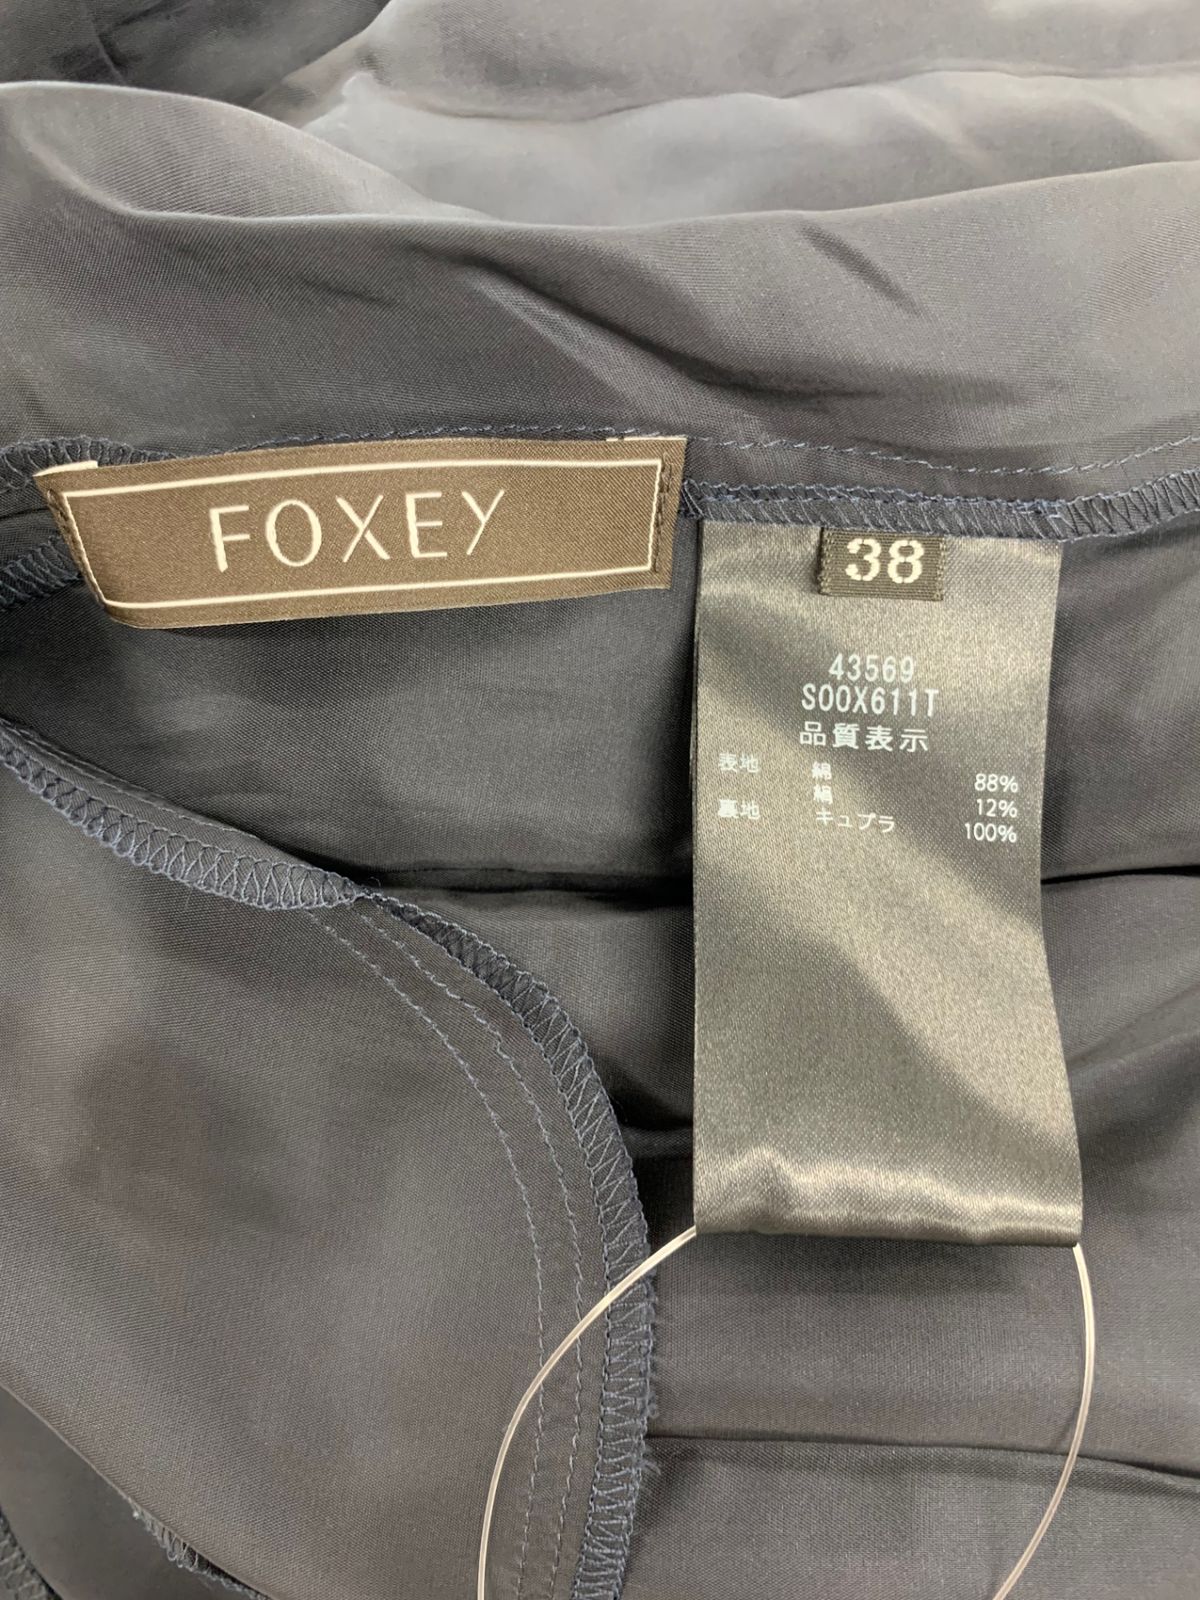 FOXEY
38
43569
S00X611T
品質表示
表地 綿 88%
絹 12%
裏地 キュプラ 100%